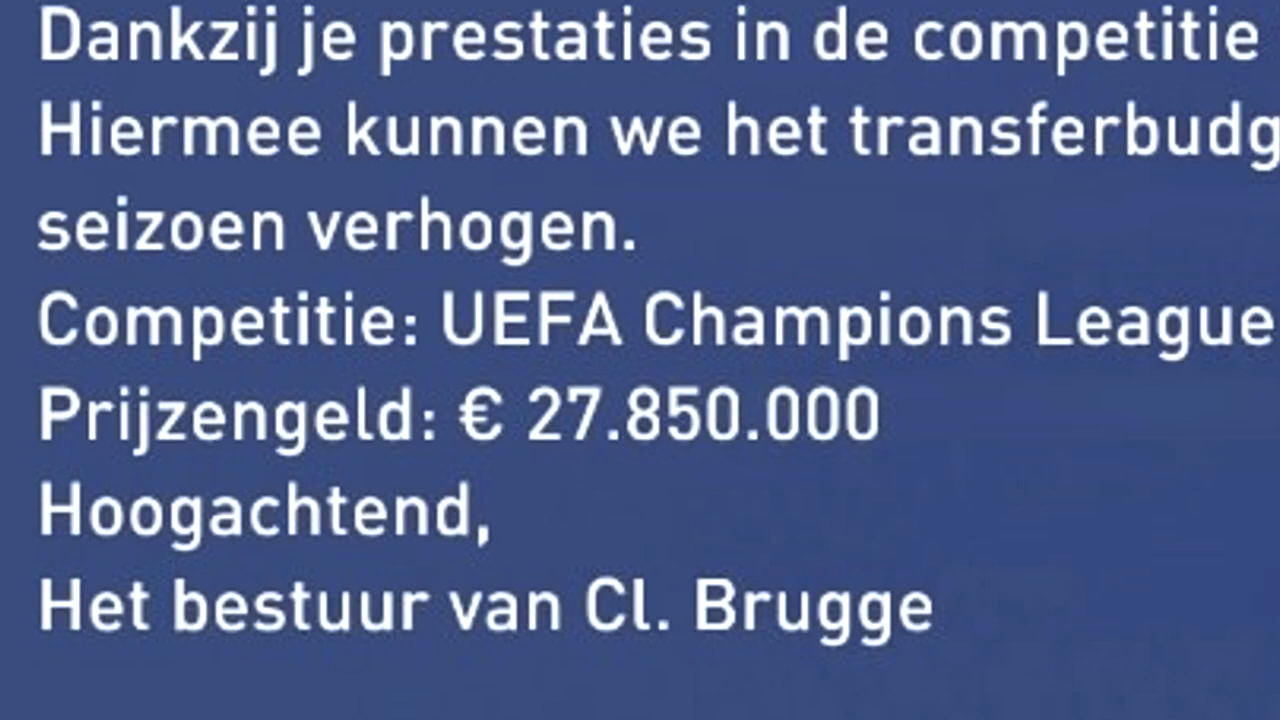 Dankzij je prestaties in de competitie
Hiermee kunnen we het transferbudg
seizoen verhogen.
Competitie: UEFA Champions League
Prijzengeld: € 27.850.000
Hoogachtend,
Het bestuur van Cl. Brugge